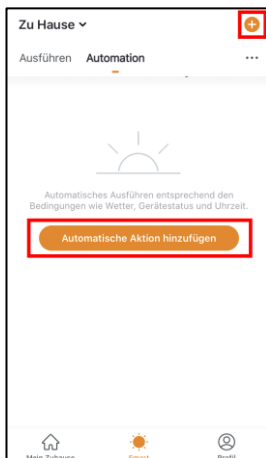 Zu Hause
Ausführen Automation ...
Automatisches Ausführen entsprechend den
Bedingungen wie Wetter, Gerätestatus und Uhrzeit.
Automatische Aktion hinzufügen
Mein Zuhause Smart Profil